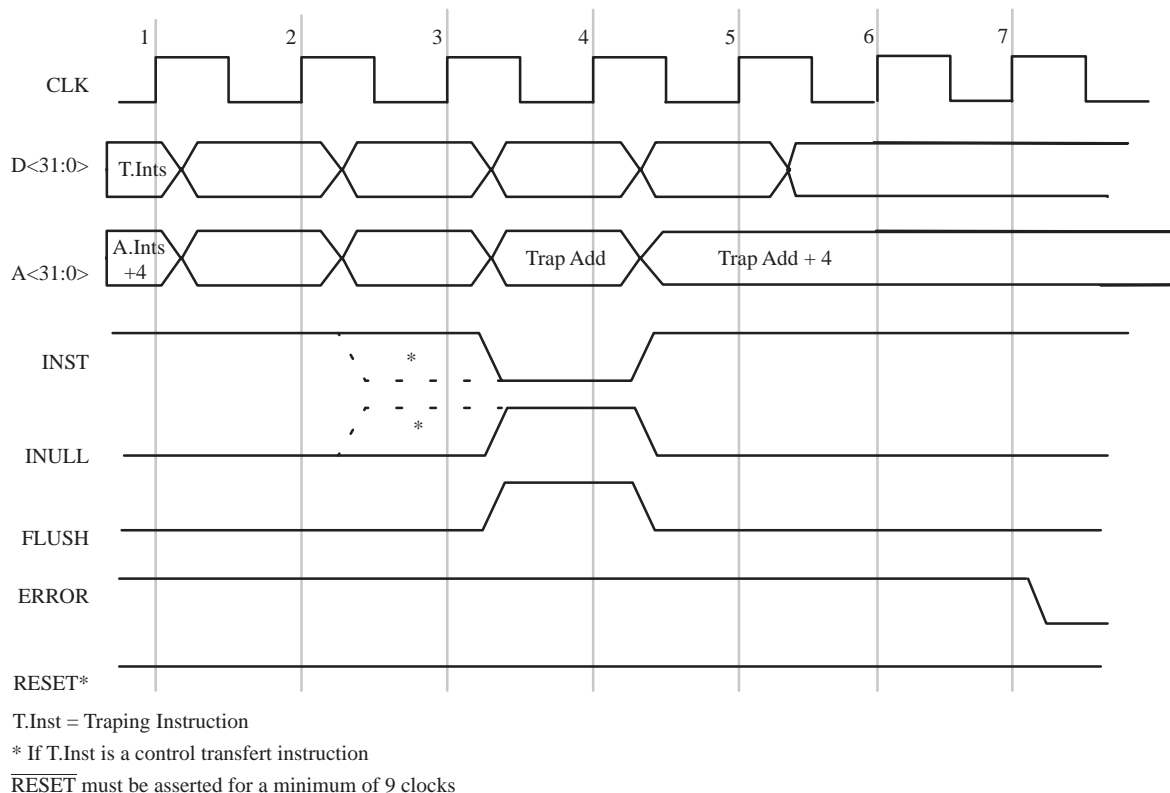 1 2 3 4 5 6 7
CLK
D<31:0> T.Ints
A<31:0> A.Ints +4 Trap Add Trap Add + 4
INST *
*
INULL
FLUSH
ERROR
RESET*
T.Inst = Traping Instruction
* If T.Inst is a control transfert instruction
RESET must be asserted for a minimum of 9 clocks